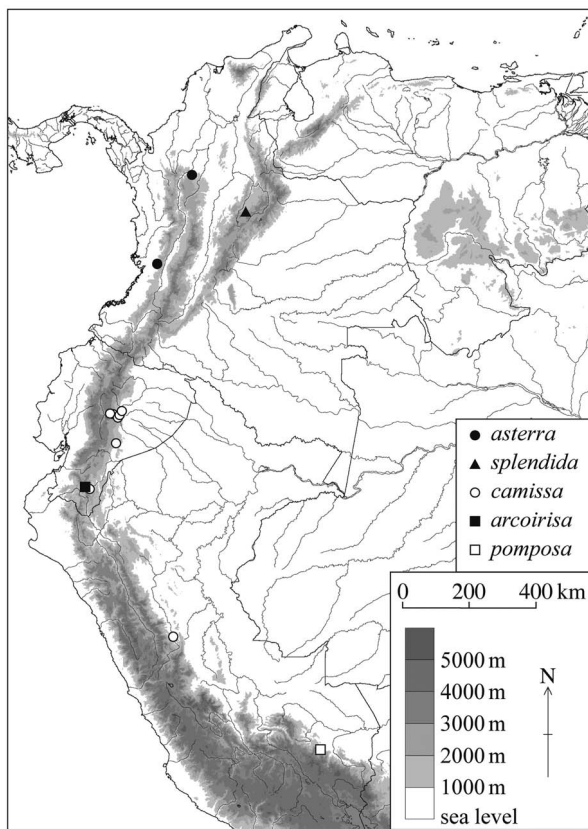 asterra
splendida
camissa
arcoirisa
pomposa
0 200 400 km
5000 m
4000 m
3000 m
2000 m
1000 m
sea level
N